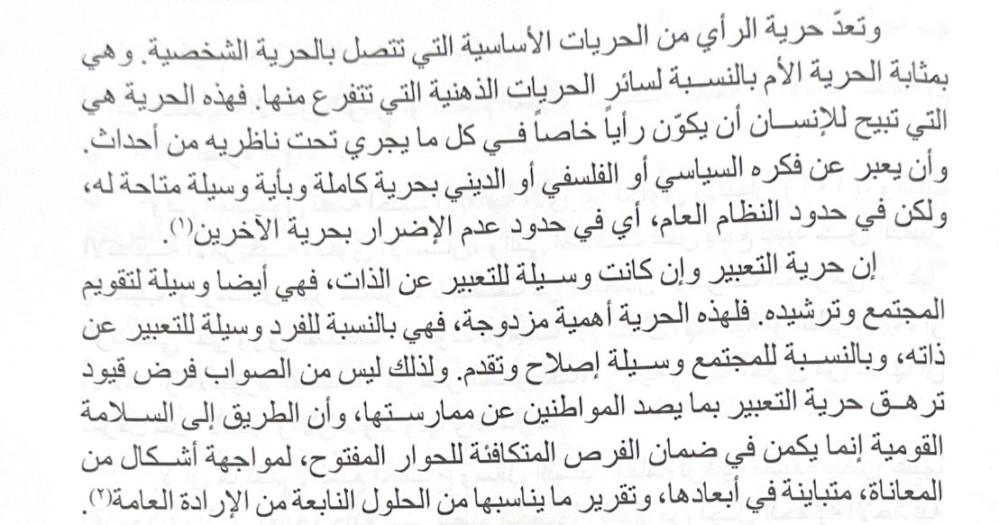 وتعدّ حرية الرأي من الحريات الأساسية التي تتصل بالحرية الشخصية. وهي
بمثابة الحرية الأم بالنسبة لسائر الحريات الذهنية التي تتفرع منها. فهذه الحرية هي
التي تبيح للإنسان أن يكوّن رأياً خاصاً في كل ما يجري تحت ناظريه من أحداث.
وأن يعبر عن فكره السياسي أو الفلسفي أو الديني بحرية كاملة وبأية وسيلة متاحة له،
ولكن في حدود النظام العام، أي في حدود عدم الإضرار بحرية الآخرين(١).
إن حرية التعبير وإن كانت وسيلة للتعبير عن الذات، فهي أيضا وسيلة لتقويم
المجتمع وترشيده. فلهذه الحرية أهمية مزدوجة، فهي بالنسبة للفرد وسيلة للتعبير عن
ذاته، وبالنسبة للمجتمع وسيلة إصلاح وتقدم. ولذلك ليس من الصواب فرض قيود
ترهق حرية التعبير بما يصد المواطنين عن ممارستها، وأن الطريق إلى السلامة
القومية إنما يكمن في ضمان الفرص المتكافئة للحوار المفتوح، لمواجهة أشكال من
المعاناة، متباينة في أبعادها، وتقرير ما يناسبها من الحلول النابعة من الإرادة العامة(٢).